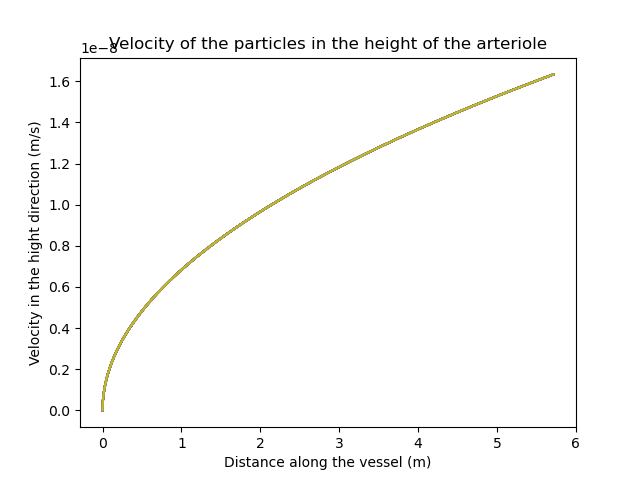 Velocity of the particles in the height of the arteriole
1e−8
1.6
1.4
1.2
1.0
0.8
0.6
0.4
0.2
0.0
Velocity in the hight direction (m/s)
0 1 2 3 4 5 6
Distance along the vessel (m)